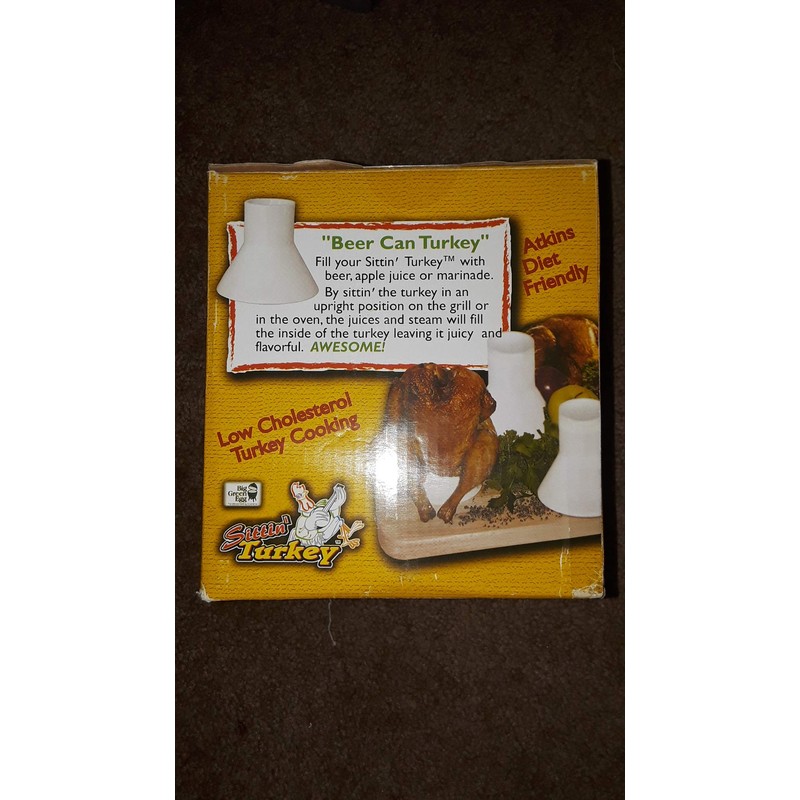 "Beer Can Turkey"
Fill your Sittin' Turkey™ with
beer, apple juice or marinade.
By sittin' the turkey in an
upright position on the grill or
in the oven, the juices and steam will fill
the inside of the turkey leaving it juicy and
flavorful. AWESOME!
Atkins
Diet
Friendly
Low Cholesterol
Turkey Cooking
Big
Green
Egg
Sittin'
Turkey™